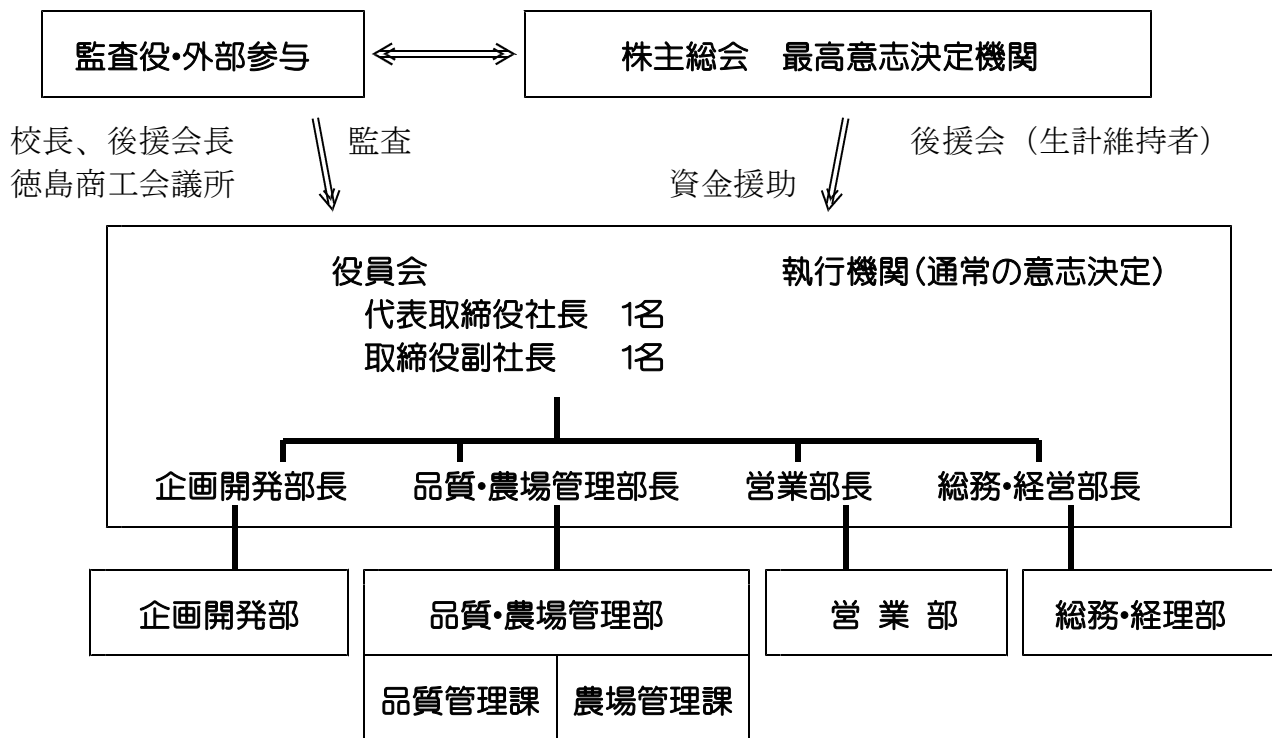 監査役・外部参与
株主総会　最高意志決定機関
校長、後援会長
徳島商工会議所
監査
後援会（生計維持者）
資金援助
役員会
執行機関（通常の意志決定）
代表取締役社長　1名
取締役副社長　1名
企画開発部長
品質・農場管理部長
営業部長
総務・経営部長
企画開発部
品質・農場管理部
営 業 部
総務・経理部
品質管理課
農場管理課